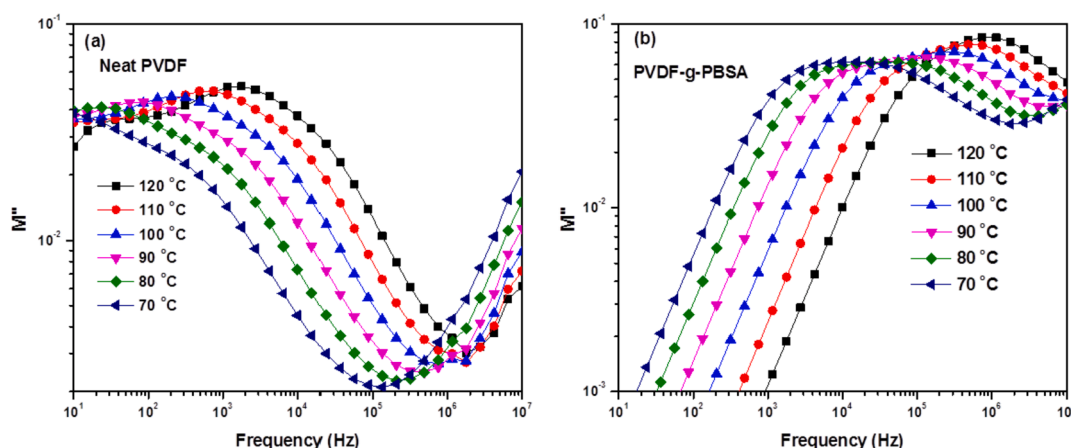 (a)
Neat PVDF
M"
10⁻¹
10⁻²
120 °C
110 °C
100 °C
90 °C
80 °C
70 °C
10¹ 10² 10³ 10⁴ 10⁵ 10⁶ 10⁷
Frequency (Hz)
(b)
PVDF-g-PBSA
M"
10⁻¹
10⁻²
10⁻³
120 °C
110 °C
100 °C
90 °C
80 °C
70 °C
10¹ 10² 10³ 10⁴ 10⁵ 10⁶ 10
Frequency (Hz)